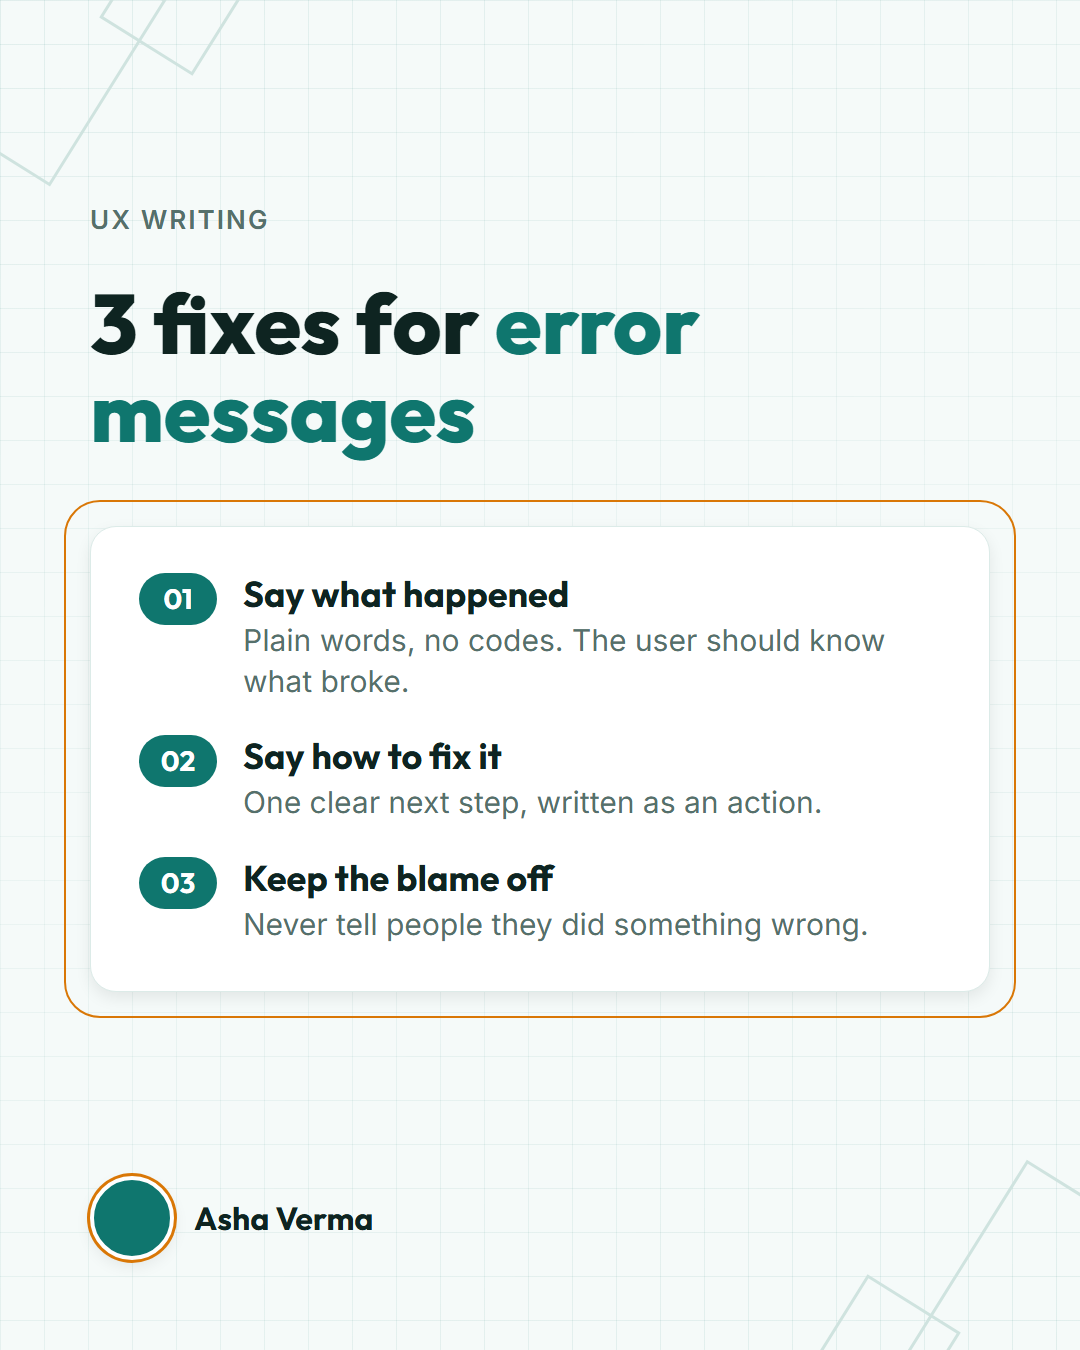 UX WRITING
3 fixes for error
messages
01
Say what happened
Plain words, no codes. The user should know
what broke.
02
Say how to fix it
One clear next step, written as an action.
03
Keep the blame off
Never tell people they did something wrong.
Asha Verma